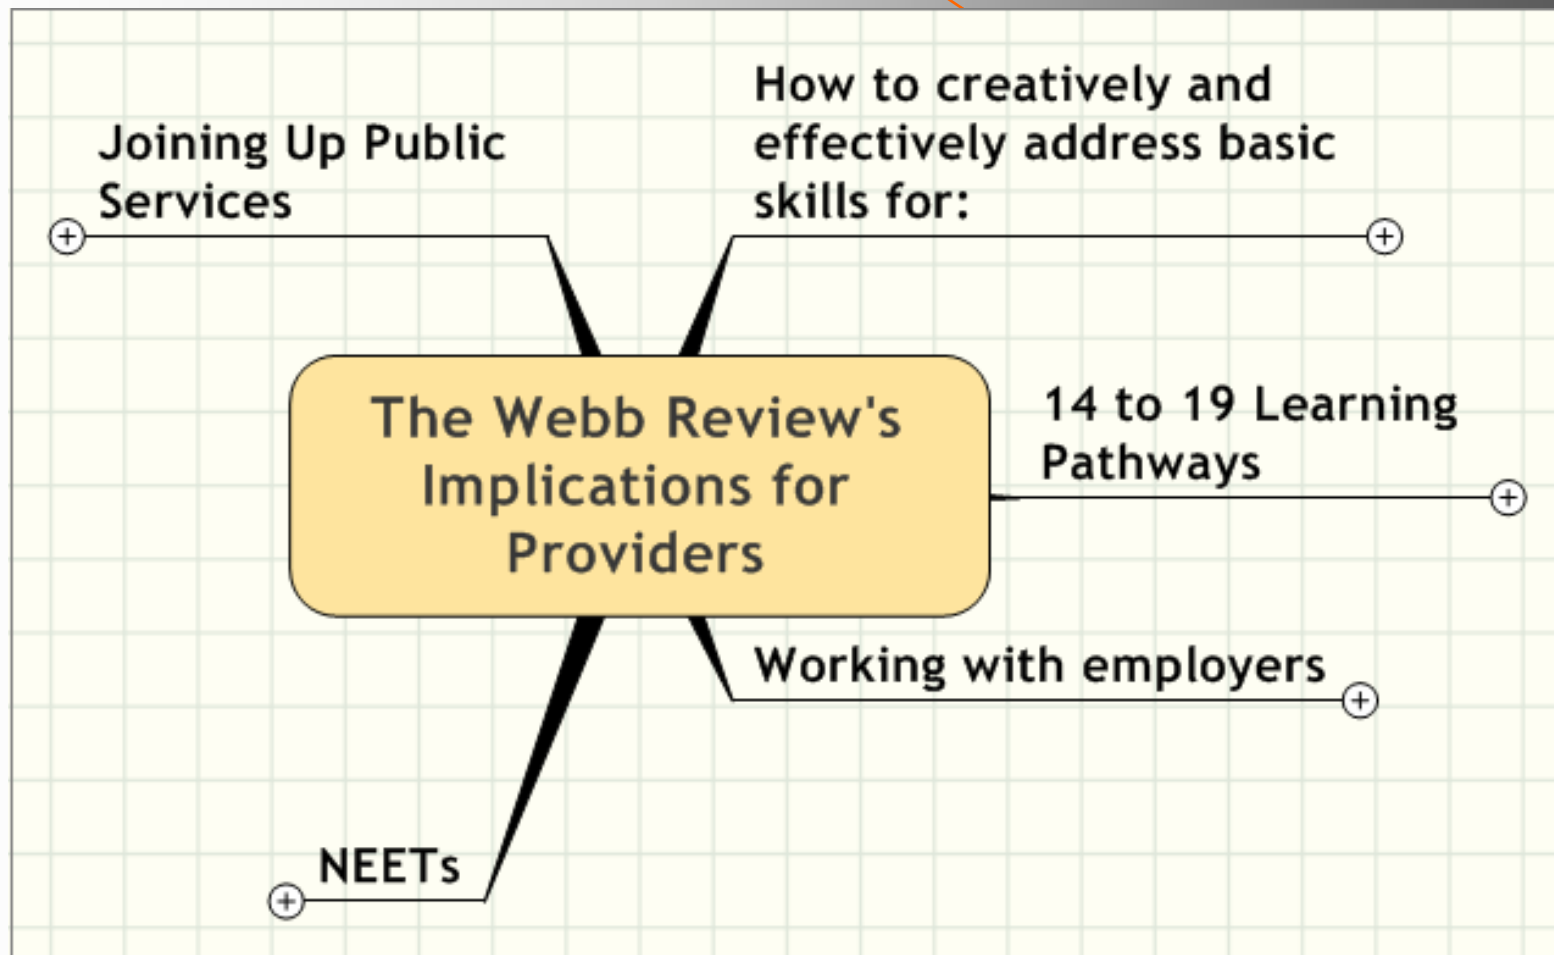 Joining Up Public
Services
How to creatively and
effectively address basic
skills for:
The Webb Review's
Implications for
Providers
14 to 19 Learning
Pathways
Working with employers
NEETs